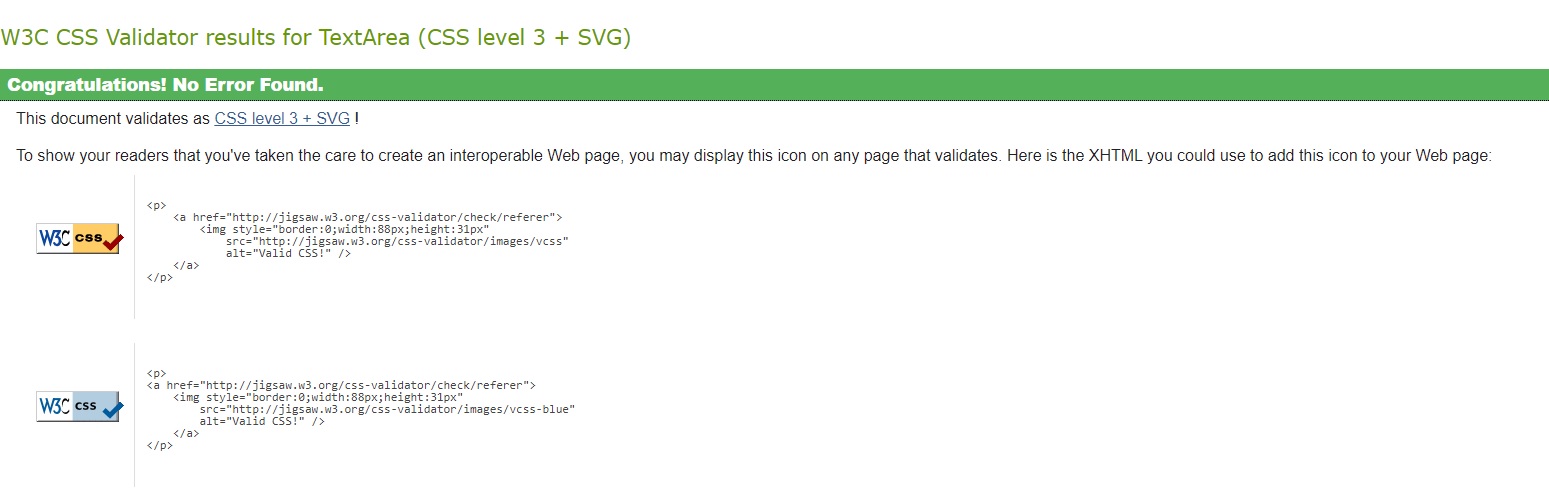 W3C CSS Validator results for TextArea (CSS level 3 + SVG)
Congratulations! No Error Found.
This document validates as CSS level 3 + SVG !
To show your readers that you've taken the care to create an interoperable Web page, you may display this icon on any page that validates. Here is the XHTML you could use to add this icon to your Web page:
W3C css
<p>
<a href="http://jigsaw.w3.org/css-validator/check/referer">
<img style="border:0;width:88px;height:31px"
src="http://jigsaw.w3.org/css-validator/images/vcss"
alt="Valid CSS!" />
</a>
</p>
W3C css
<p>
<a href="http://jigsaw.w3.org/css-validator/check/referer">
<img style="border:0;width:88px;height:31px"
src="http://jigsaw.w3.org/css-validator/images/vcss-blue"
alt="Valid CSS!" />
</a>
</p>